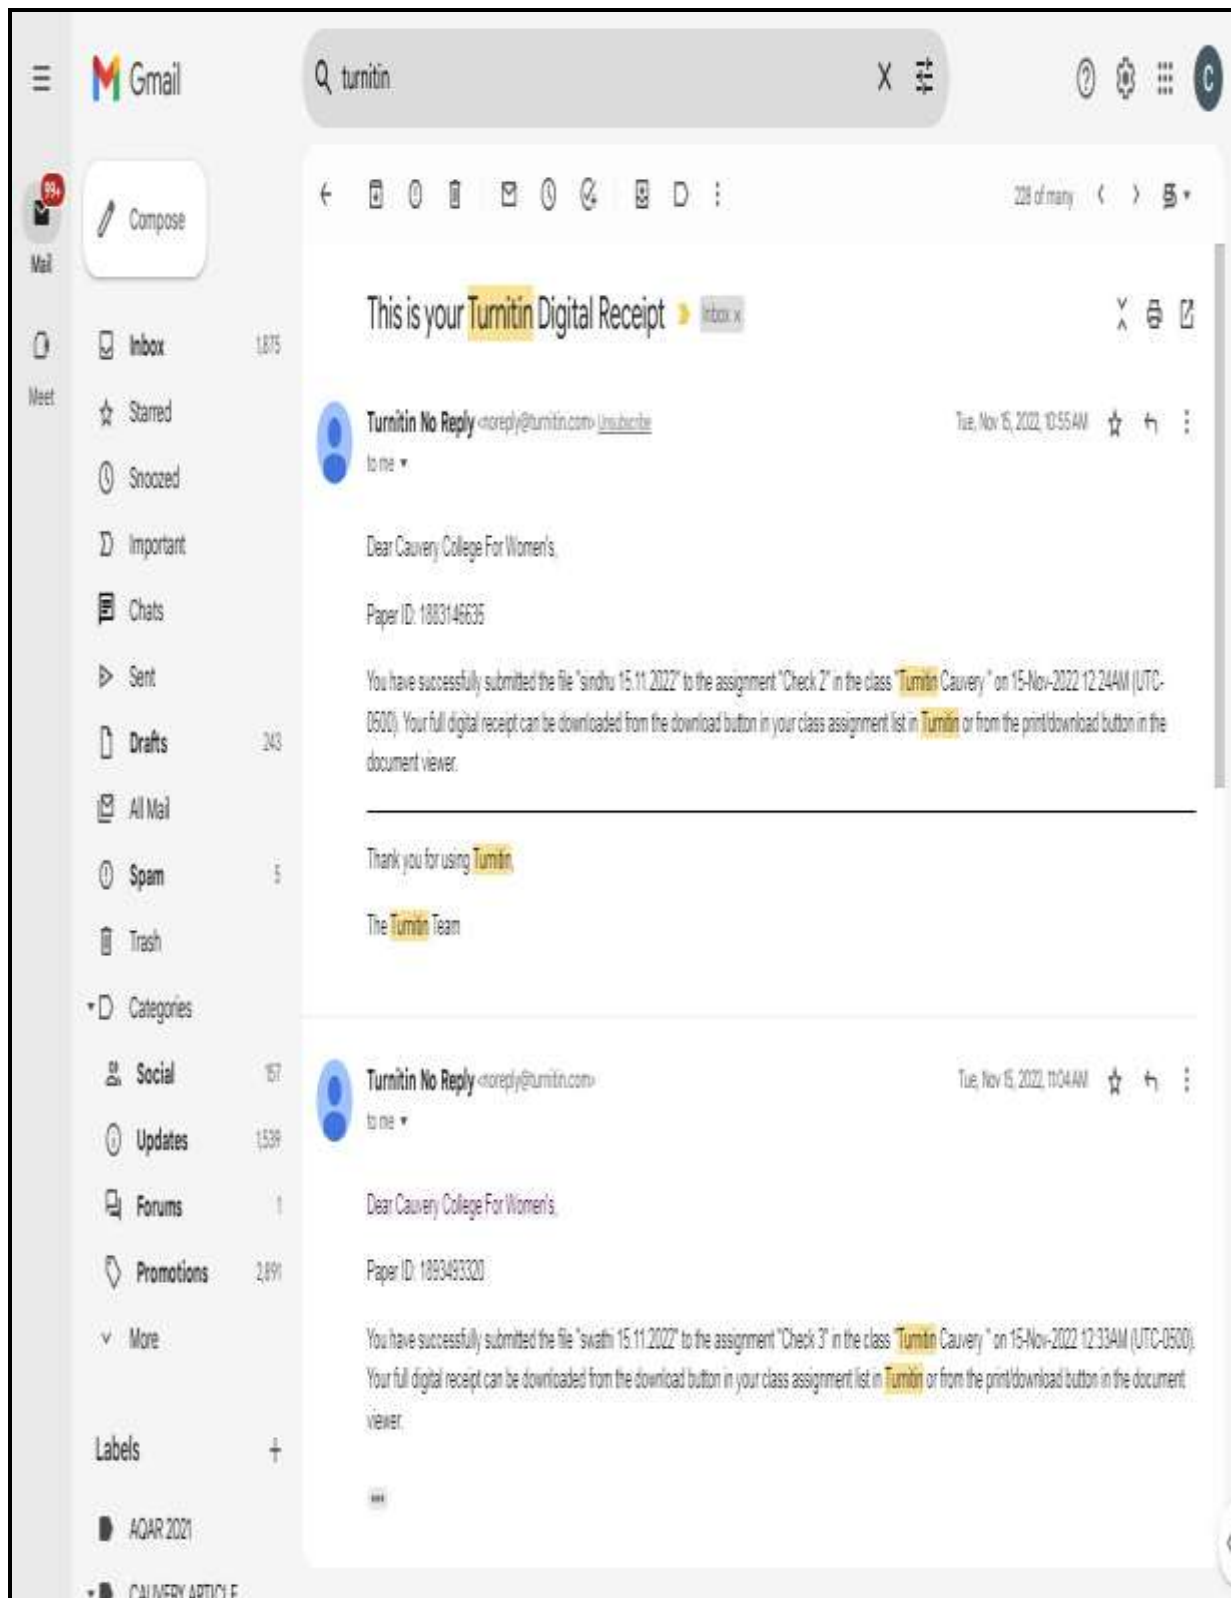 Gmail
turnitin
99+
Mail
Meet
Compose
Inbox 1,875
Starred
Snoozed
Important
Chats
Sent
Drafts 243
All Mail
Spam 5
Trash
Categories
Social 157
Updates 1,539
Forums 1
Promotions 2,891
More
Labels +
AQAR 2021
CAUVERY ARTICLE
228 of many
This is your Turnitin Digital Receipt Inbox x
Turnitin No Reply <noreply@turnitin.com> Unsubscribe Tue, Nov 15, 2022, 10:55 AM
to me
Dear Cauvery College For Women's,
Paper ID: 1883146635
You have successfully submitted the file "sindhu 15.11.2022" to the assignment "Check 2" in the class "Turnitin Cauvery " on 15-Nov-2022 12:24AM (UTC-
0500). Your full digital receipt can be downloaded from the download button in your class assignment list in Turnitin or from the print/download button in the
document viewer.
Thank you for using Turnitin,
The Turnitin Team
Turnitin No Reply <noreply@turnitin.com> Tue, Nov 15, 2022, 11:04 AM
to me
Dear Cauvery College For Women's,
Paper ID: 1893493320
You have successfully submitted the file "swathi 15.11.2022" to the assignment "Check 3" in the class "Turnitin Cauvery " on 15-Nov-2022 12:33AM (UTC-0500).
Your full digital receipt can be downloaded from the download button in your class assignment list in Turnitin or from the print/download button in the document
viewer.
C